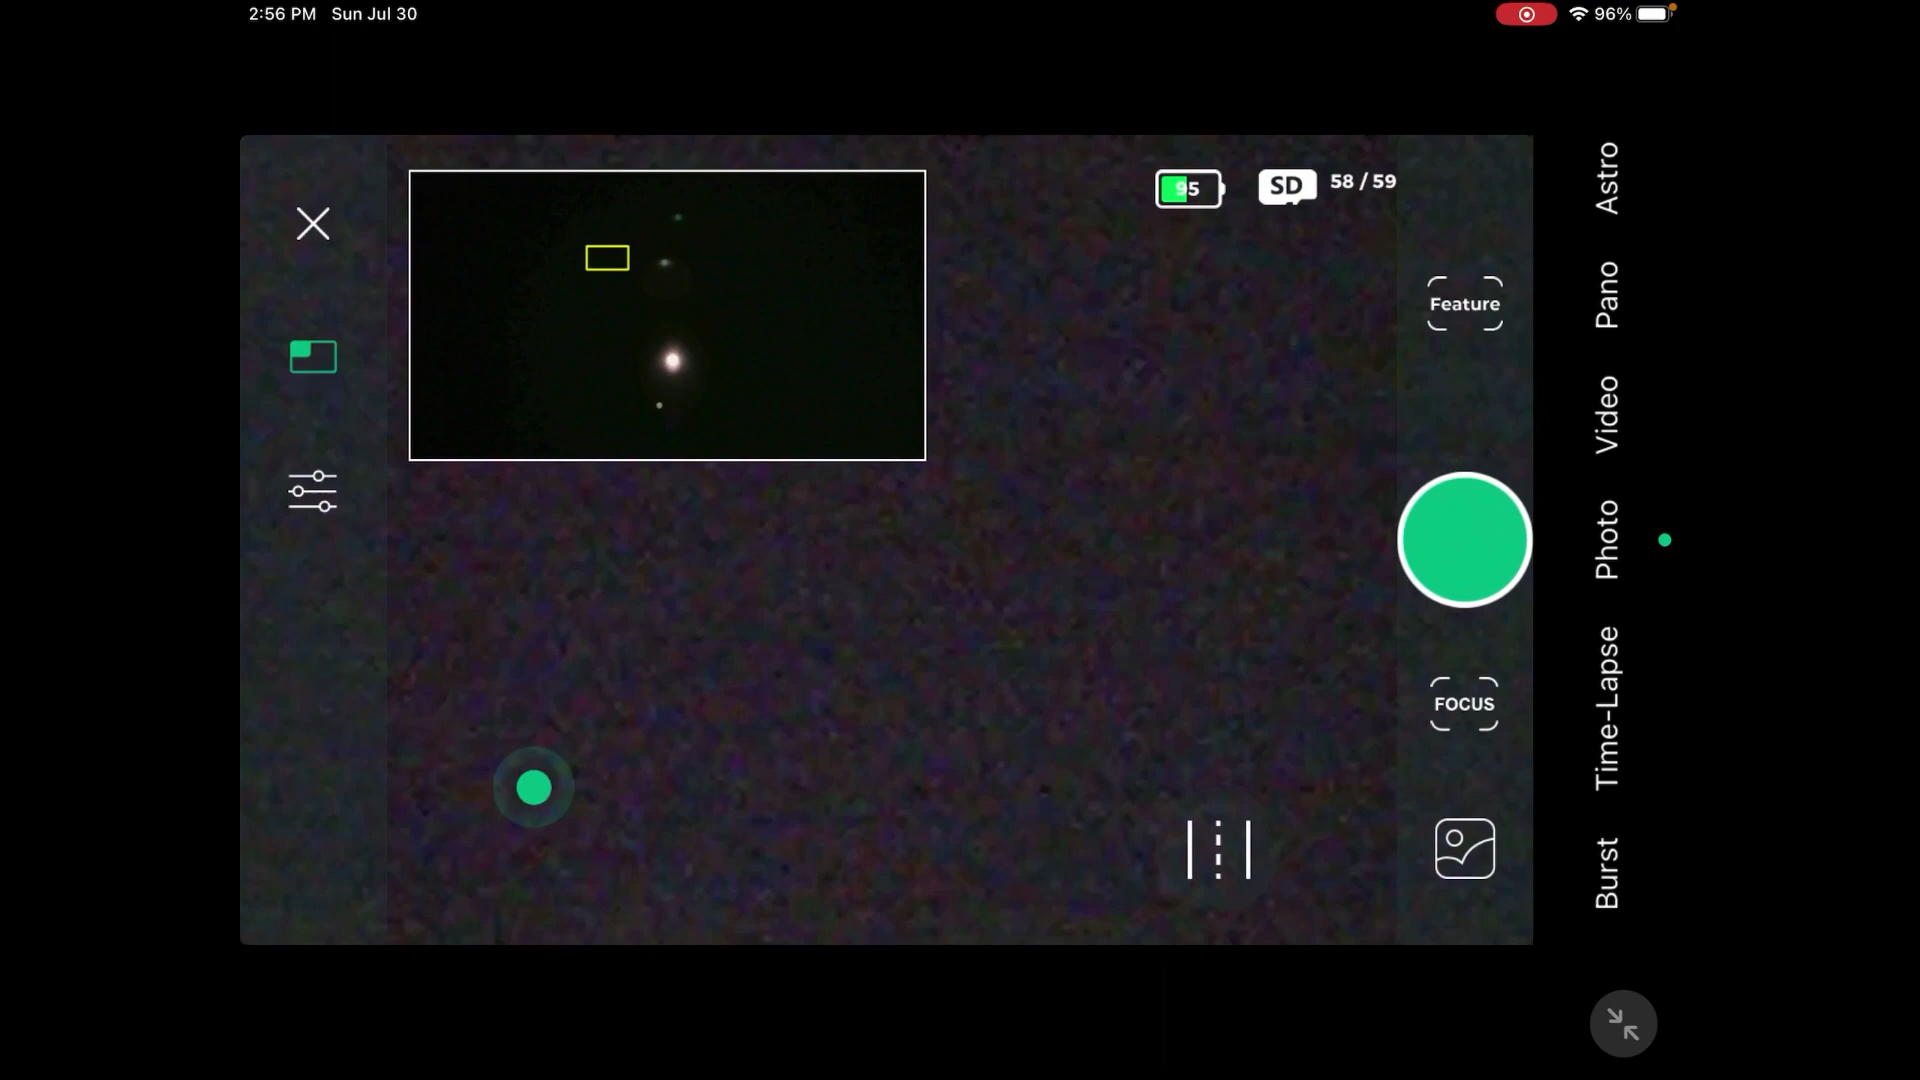 2:56 PM Sun Jul 30
96%
95
SD 58 / 59
Feature
FOCUS
Astro
Pano
Video
Photo
Time-Lapse
Burst